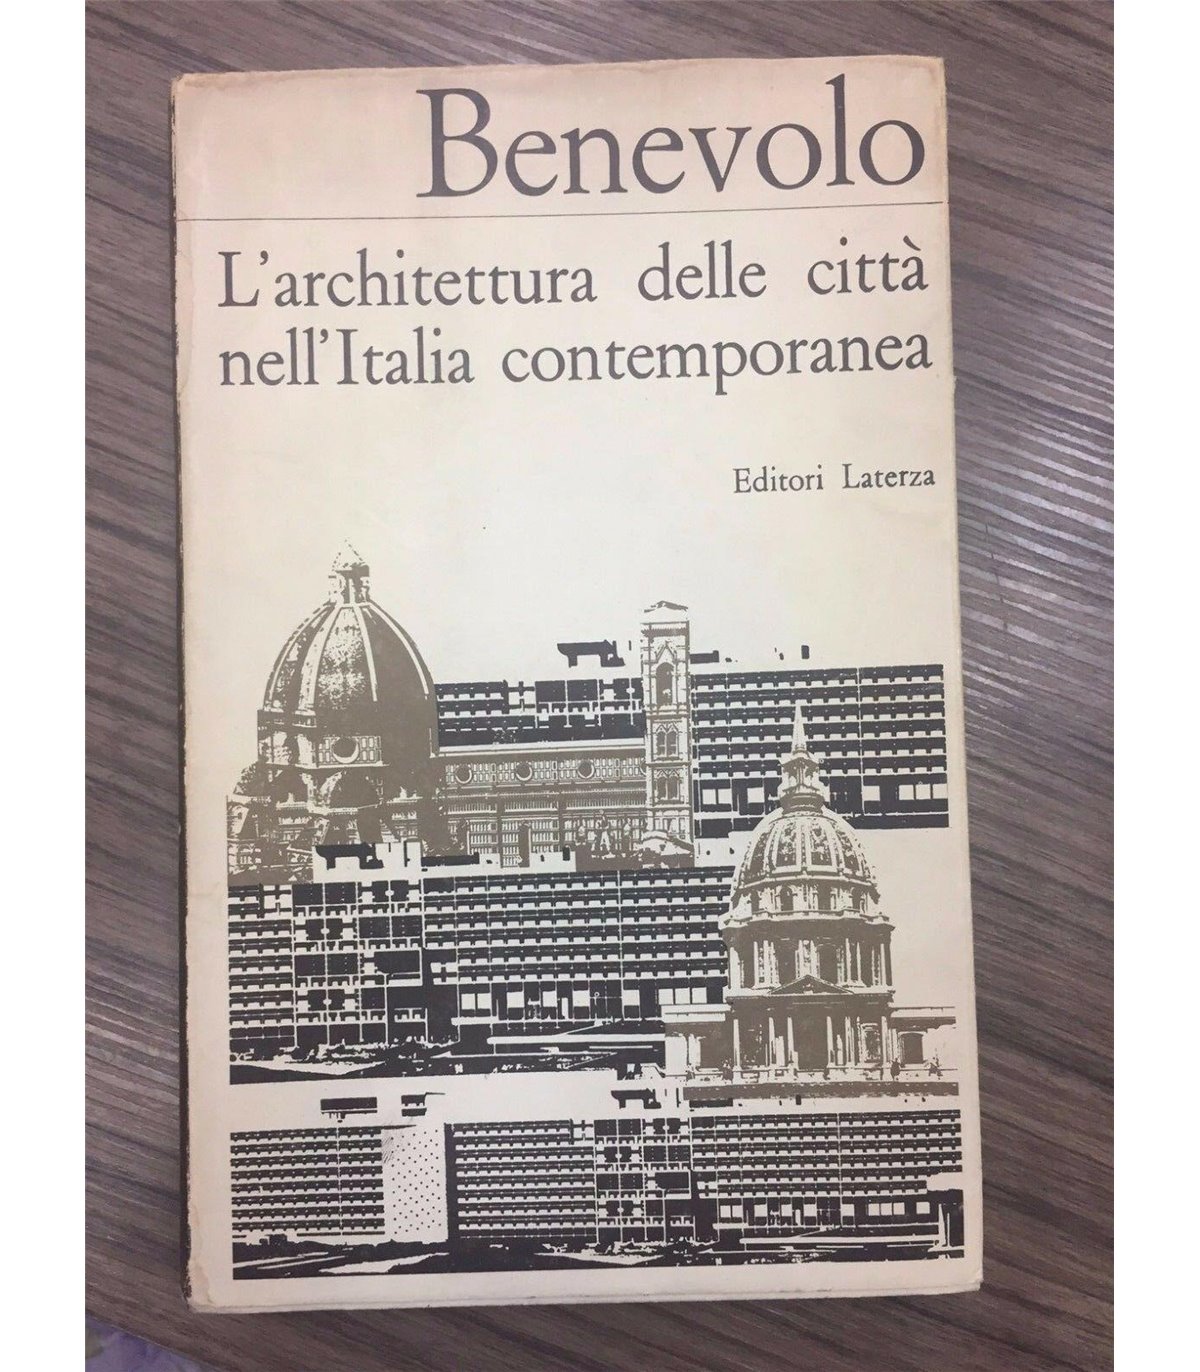 Benevolo
L'architettura delle città
nell'Italia contemporanea
Editori Laterza